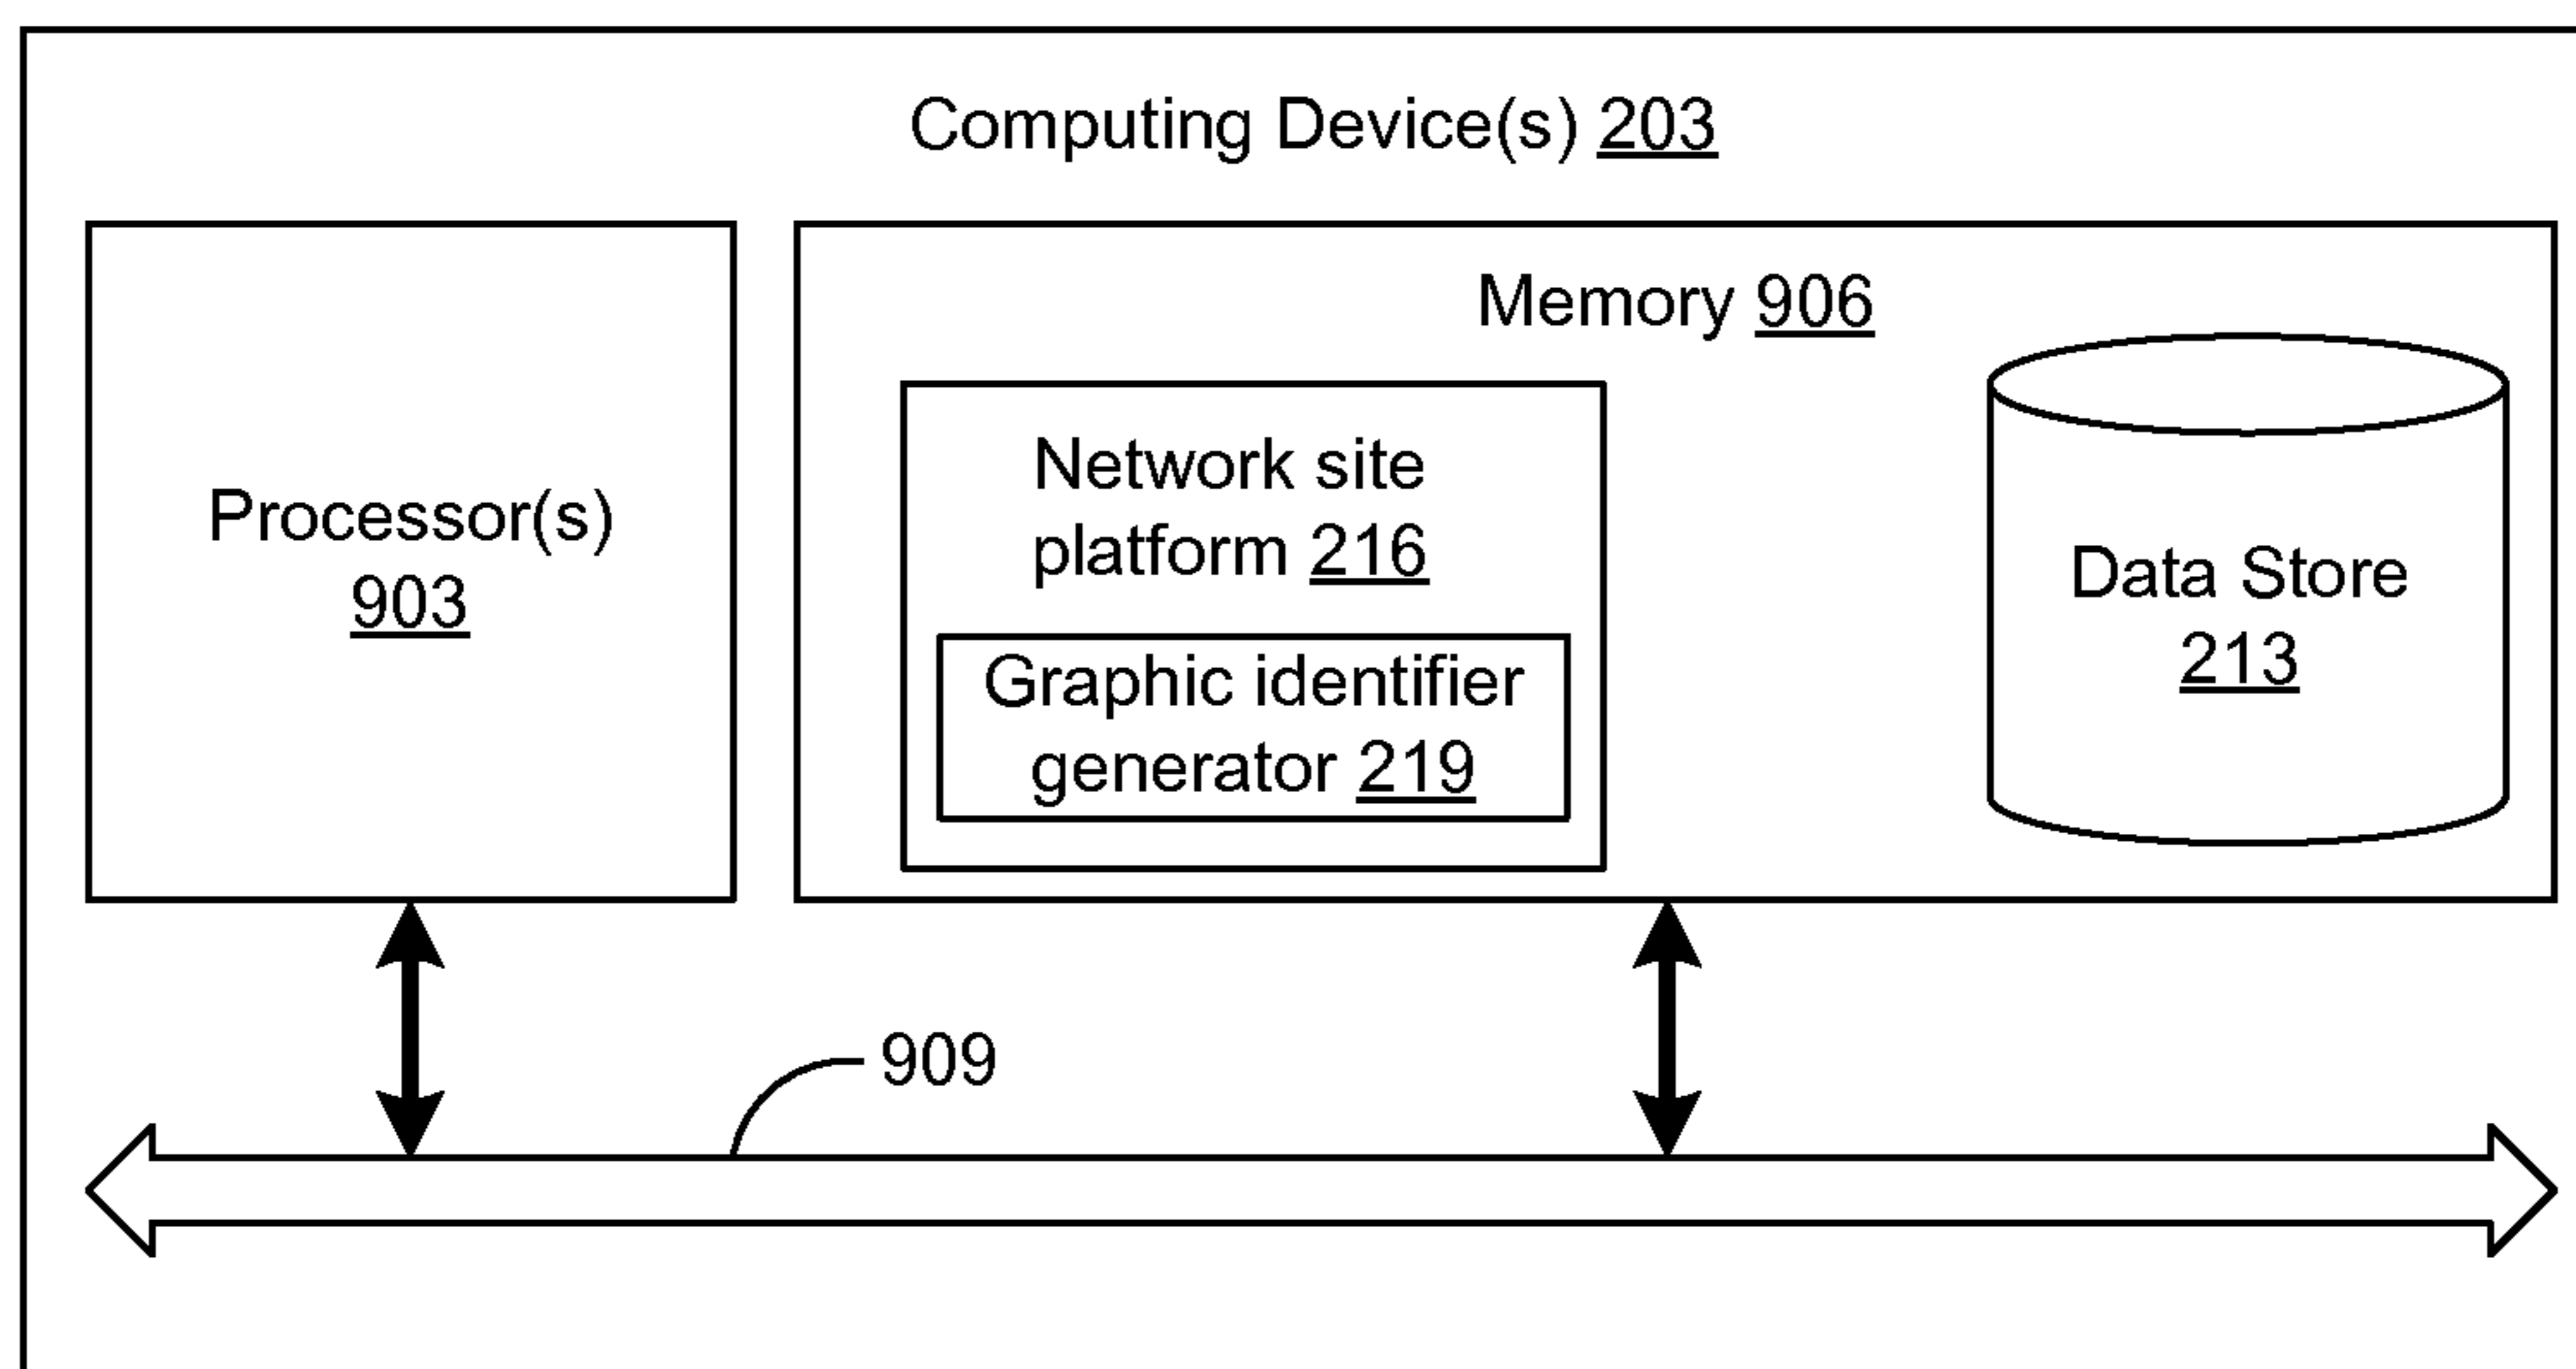 Computing Device(s) 203
Processor(s)
903
Memory 906
Network site
platform 216
Graphic identifier
generator 219
Data Store
213
909